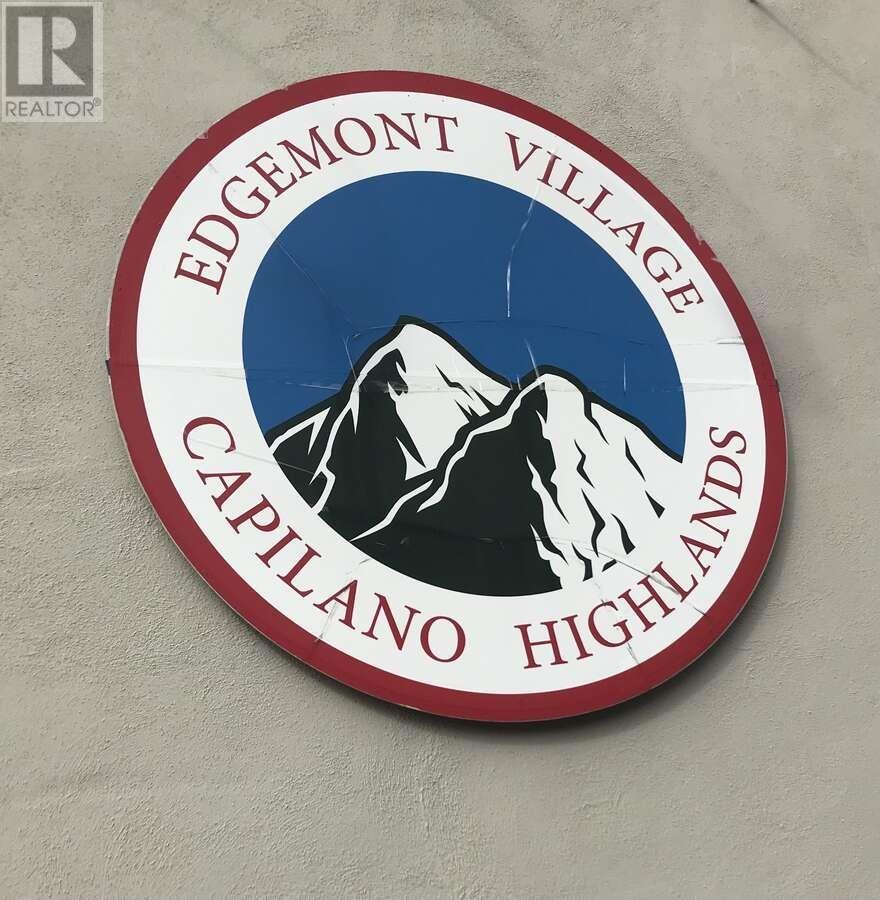 R
REALTOR®
EDGEMONT VILLAGE
CAPILANO HIGHLANDS